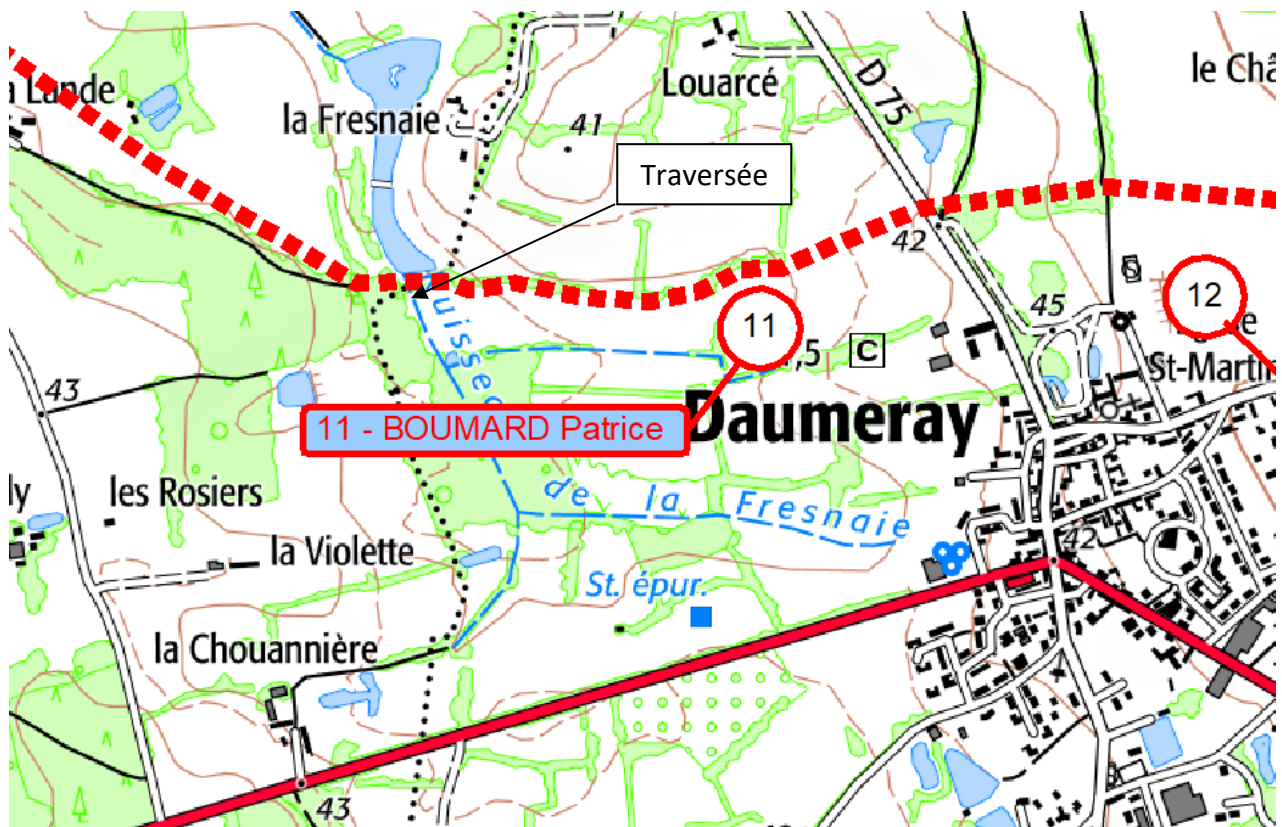 la Lande
la Fresnaie
41
Louarcé
D 75
le Châ
Traversée
42
45
12
11
,5
C
St-Martin
43
11 - BOUMARD Patrice
Daumeray
uisse
de la Fresnaie
ly
les Rosiers
la Violette
42
St. épur.
la Chouannière
43